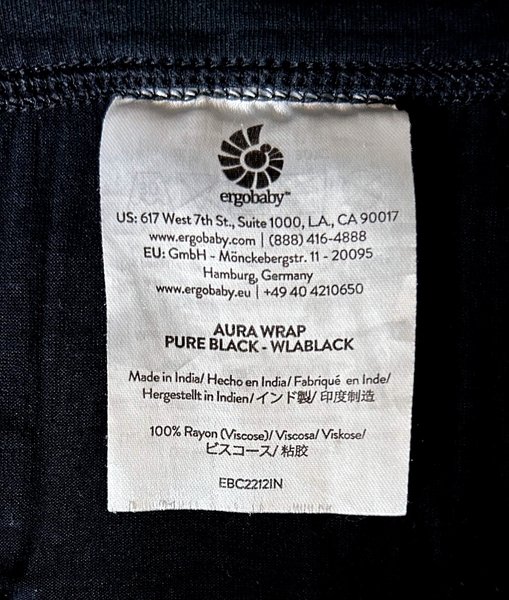 ergobaby™
US: 617 West 7th St., Suite 1000, L.A., CA 90017
www.ergobaby.com | (888) 416-4888
EU: GmbH - Mönckebergstr. 11 - 20095
Hamburg, Germany
www.ergobaby.eu | +49 40 4210650
AURA WRAP
PURE BLACK - WLABLACK
Made in India/ Hecho en India/ Fabriqué en Inde/
Hergestellt in Indien/インド製/ 印度制造
100% Rayon (Viscose)/ Viscosa/ Viskose/
ビスコース/ 粘胶
EBC2212IN